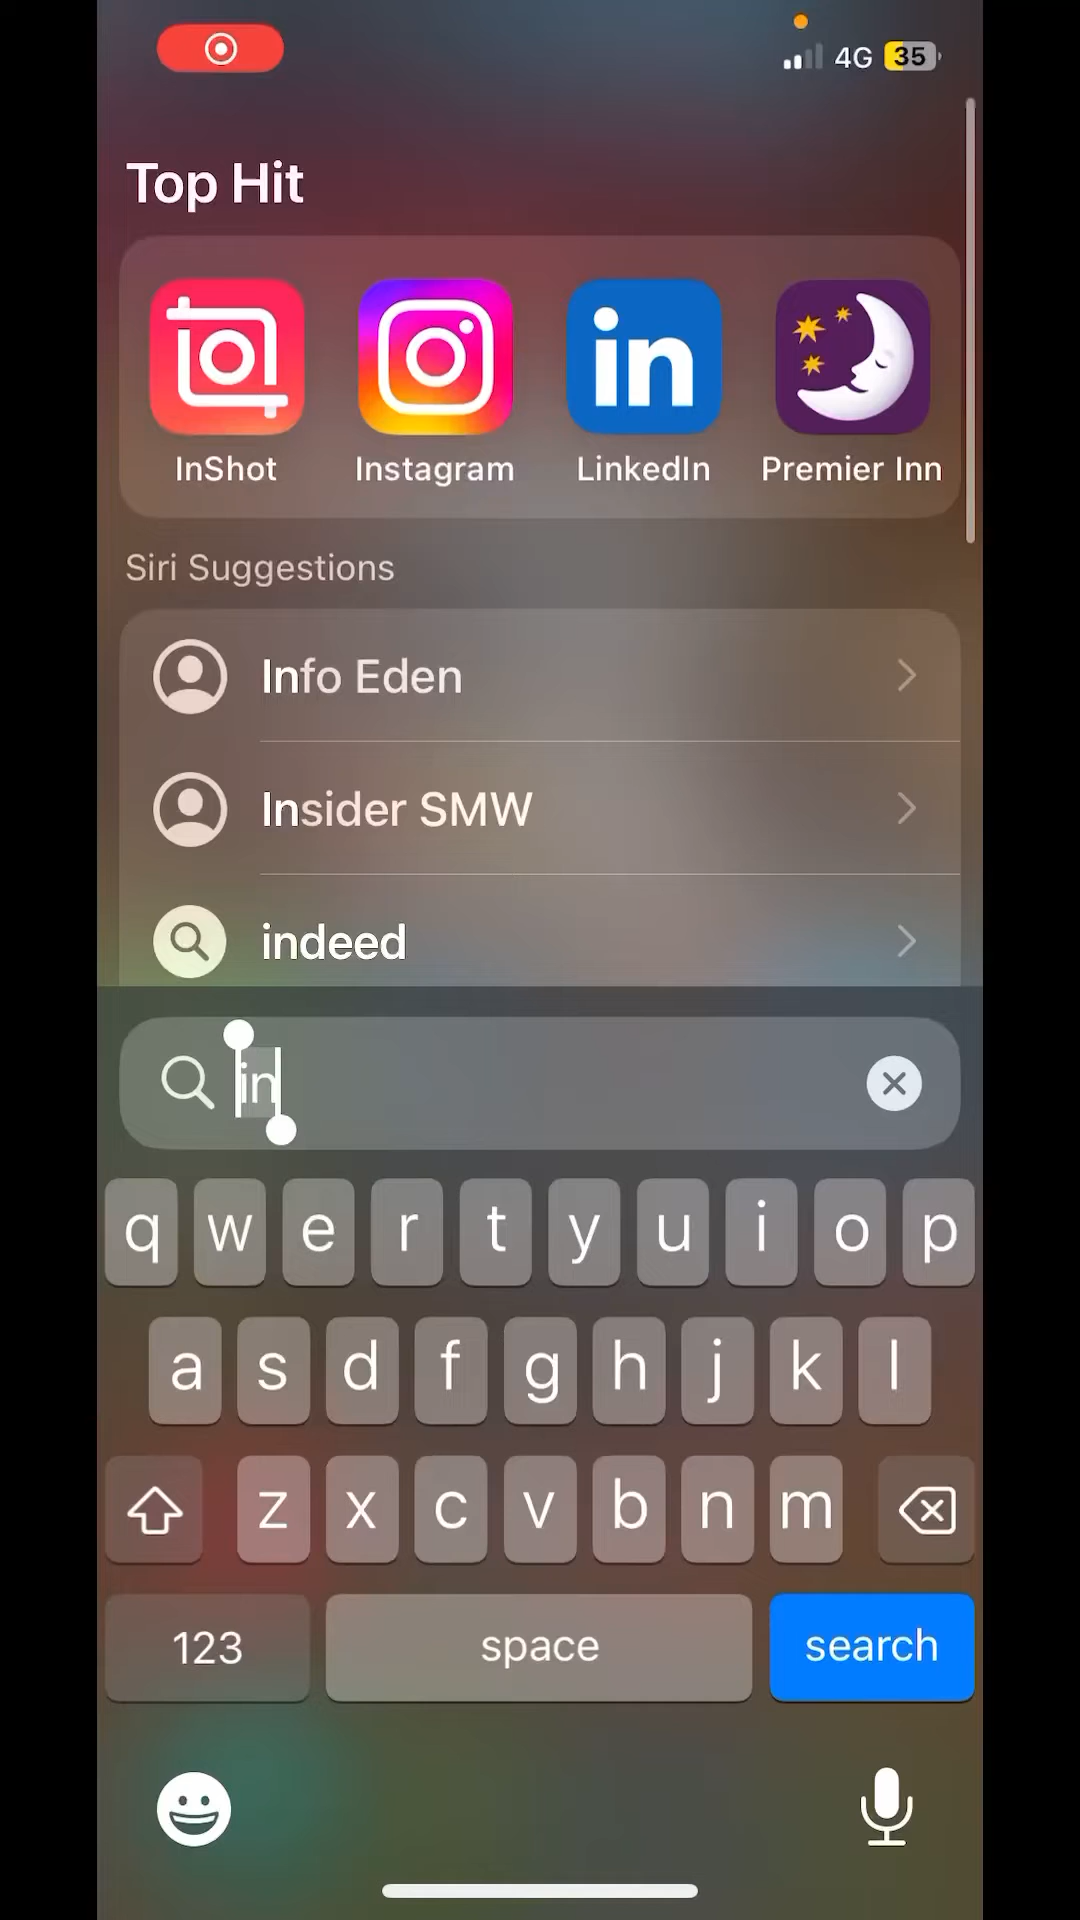 4G 35
Top Hit
in
InShot Instagram LinkedIn Premier Inn
Siri Suggestions
Info Eden
Insider SMW
indeed
in
q w e r t y u i o p
a s d f g h j k l
z x c v b n m
123 space search